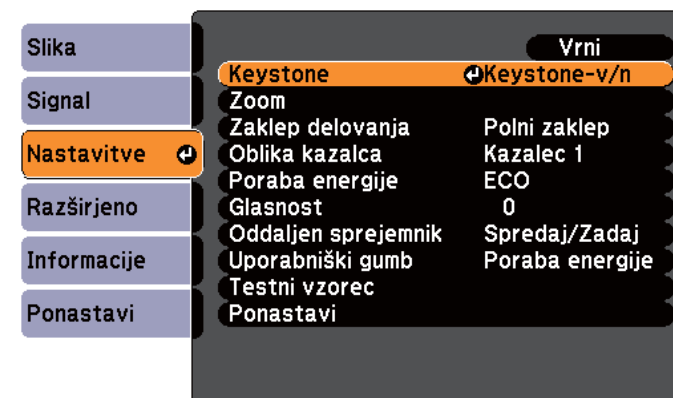 Slika
Signal
Nastavitve
Razširjeno
Informacije
Ponastavi
Vrni
Keystone Keystone-v/n
Zoom
Zaklep delovanja Polni zaklep
Oblika kazalca Kazalec 1
Poraba energije ECO
Glasnost 0
Oddaljen sprejemnik Spredaj/Zadaj
Uporabniški gumb Poraba energije
Testni vzorec
Ponastavi